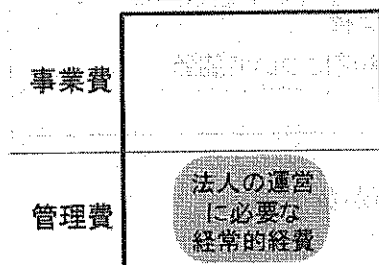 事業費
管理費
法人の運営
に必要な
経常的経費